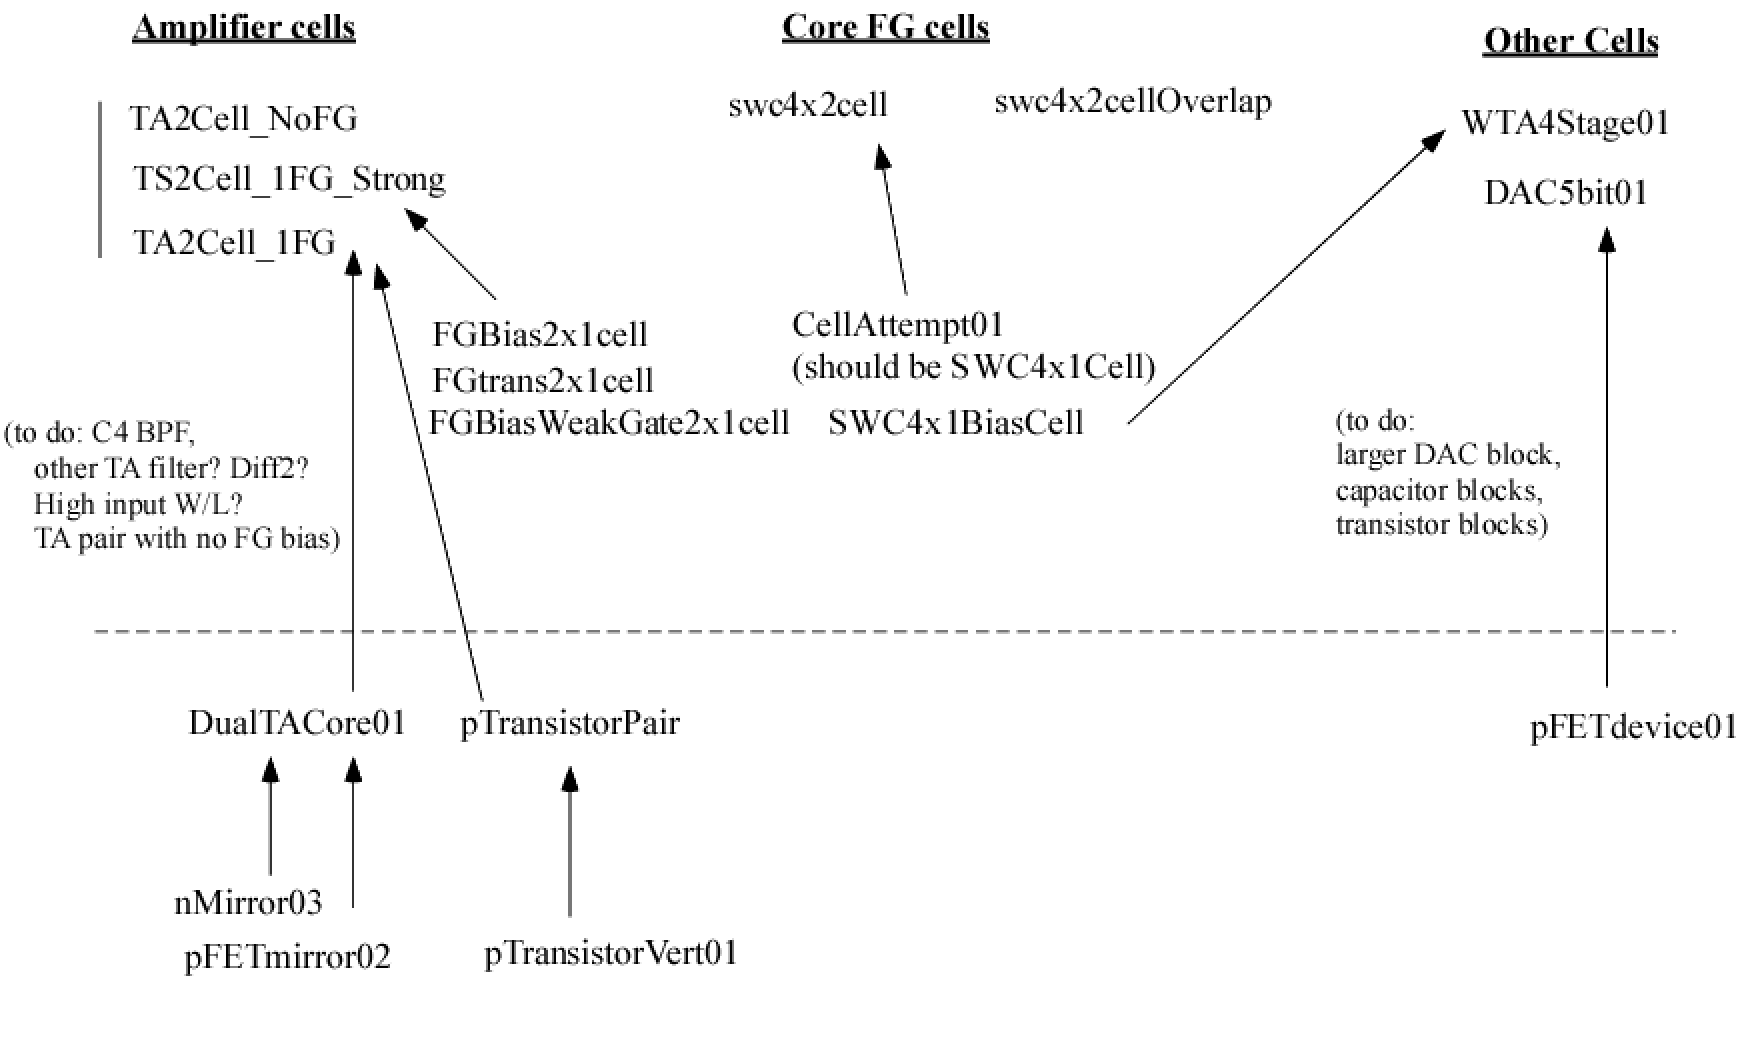 Amplifier cells
TA2Cell_NoFG
TS2Cell_1FG_Strong
TA2Cell_1FG
Core FG cells
swc4x2cell
swc4x2cellOverlap
Other Cells
WTA4Stage01
DAC5bit01
FGBias2x1cell
FGtrans2x1cell
FGBiasWeakGate2x1cell
CellAttempt01
(should be SWC4x1Cell)
SWC4x1BiasCell
(to do: C4 BPF,
other TA filter? Diff2?
High input W/L?
TA pair with no FG bias)
(to do:
larger DAC block,
capacitor blocks,
transistor blocks)
DualTACore01
pTransistorPair
pFETdevice01
nMirror03
pFETmirror02
pTransistorVert01